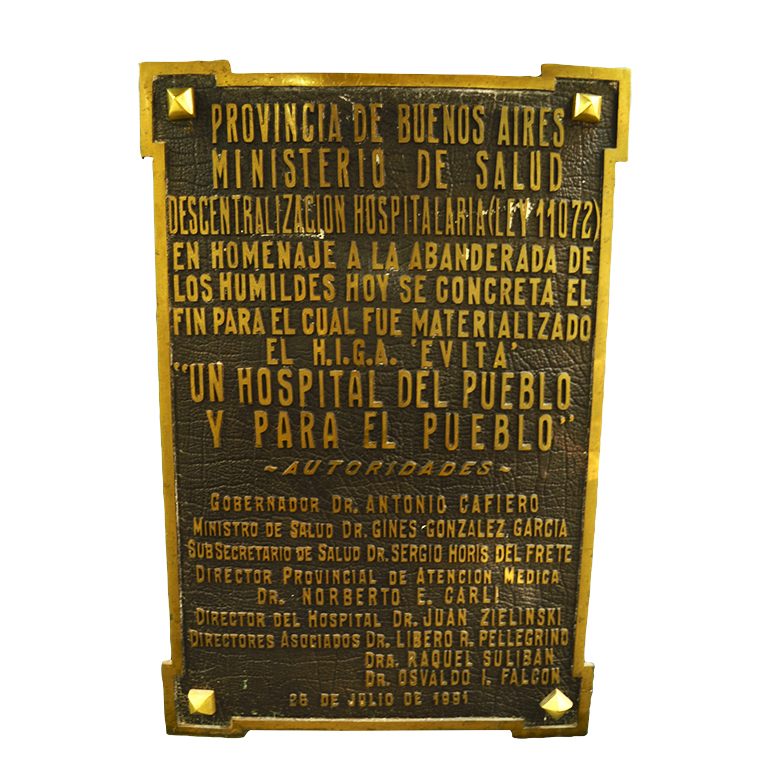 PROVINCIA DE BUENOS AIRES
MINISTERIO DE SALUD
DESCENTRALIZACION HOSPITALARIA (LEY 11072)
EN HOMENAJE A LA ABANDERADA DE
LOS HUMILDES HOY SE CONCRETA EL
FIN PARA EL CUAL FUE MATERIALIZADO
EL H.I.G.A. 'EVITA'
"UN HOSPITAL DEL PUEBLO
Y PARA EL PUEBLO"
~AUTORIDADES~
GOBERNADOR DR. ANTONIO CAFIERO
MINISTRO DE SALUD DR. GINES GONZALEZ GARCIA
SUBSECRETARIO DE SALUD DR. SERGIO HORIS DEL FRETE
DIRECTOR PROVINCIAL DE ATENCION MEDICA
DR. NORBERTO E. CARLI
DIRECTOR DEL HOSPITAL DR. JUAN ZIELINSKI
DIRECTORES ASOCIADOS DR. LIBERO R. PELLEGRINO
DRA. RAQUEL SULIBAN
DR. OSVALDO I. FALCON
26 DE JULIO DE 1991